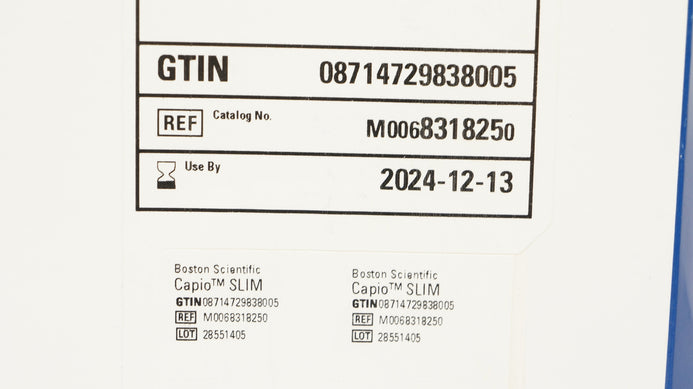 GTIN 08714729838005
REF Catalog No. M0068318250
Use By 2024-12-13
Boston Scientific
Capio™ SLIM
GTIN 08714729838005
REF M0068318250
LOT 28551405
Boston Scientific
Capio™ SLIM
GTIN 08714729838005
REF M0068318250
LOT 28551405